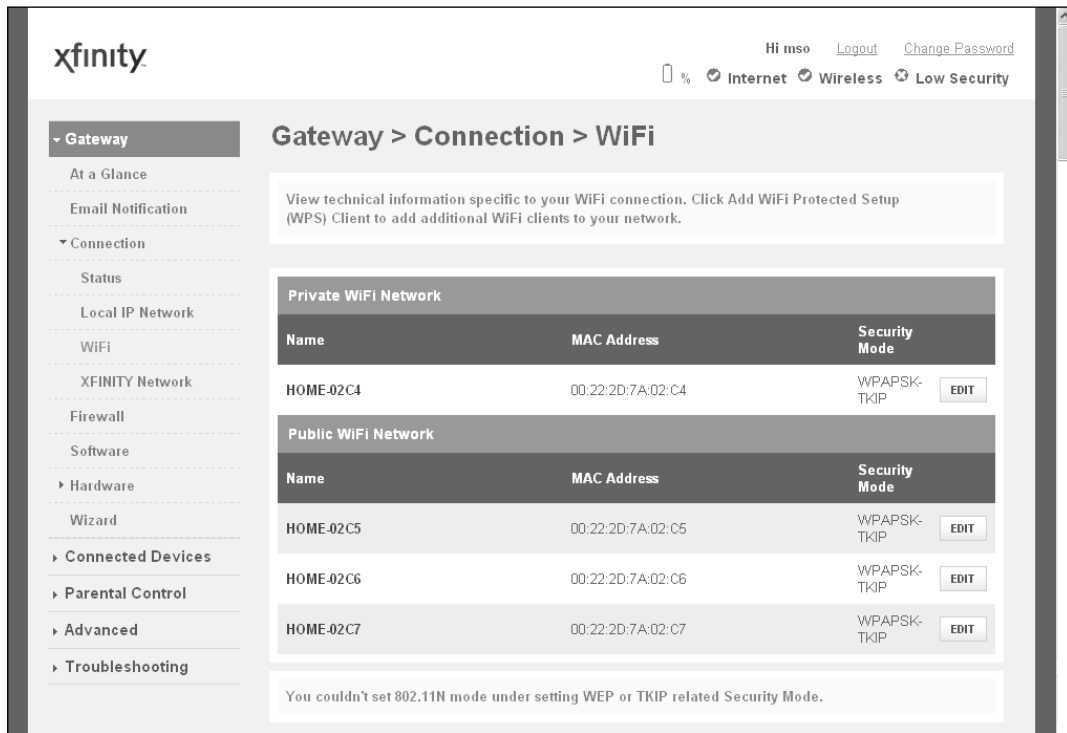 xfinity
Hi mso Logout Change Password
% Internet Wireless Low Security
Gateway
At a Glance
Email Notification
Connection
Status
Local IP Network
WiFi
XFINITY Network
Firewall
Software
Hardware
Wizard
Connected Devices
Parental Control
Advanced
Troubleshooting
Gateway > Connection > WiFi
View technical information specific to your WiFi connection. Click Add WiFi Protected Setup
(WPS) Client to add additional WiFi clients to your network.
Private WiFi Network
Name MAC Address Security
Mode
HOME-02C4 00:22:2D:7A:02:C4 WPAPSK-
TKIP EDIT
Public WiFi Network
Name MAC Address Security
Mode
HOME-02C5 00:22:2D:7A:02:C5 WPAPSK-
TKIP EDIT
HOME-02C6 00:22:2D:7A:02:C6 WPAPSK-
TKIP EDIT
HOME-02C7 00:22:2D:7A:02:C7 WPAPSK-
TKIP EDIT
You couldn't set 802.11N mode under setting WEP or TKIP related Security Mode.